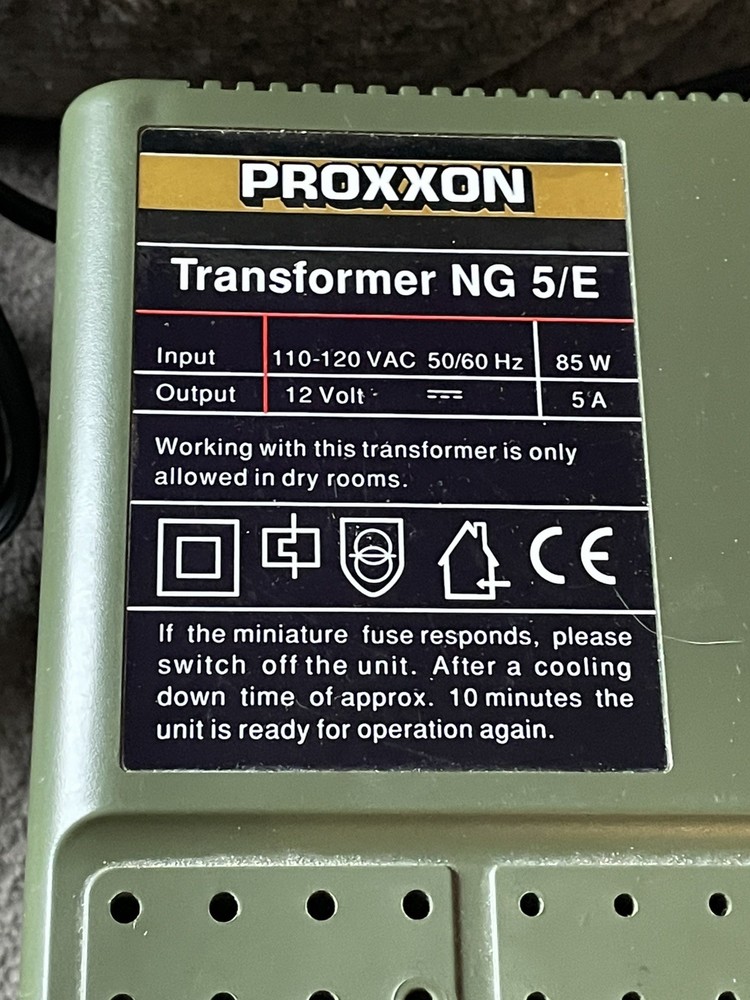 PROXXON
Transformer NG 5/E
Input 110-120 VAC 50/60 Hz 85 W
Output 12 Volt 5 A
Working with this transformer is only
allowed in dry rooms.
CE
If the miniature fuse responds, please
switch off the unit. After a cooling
down time of approx. 10 minutes the
unit is ready for operation again.